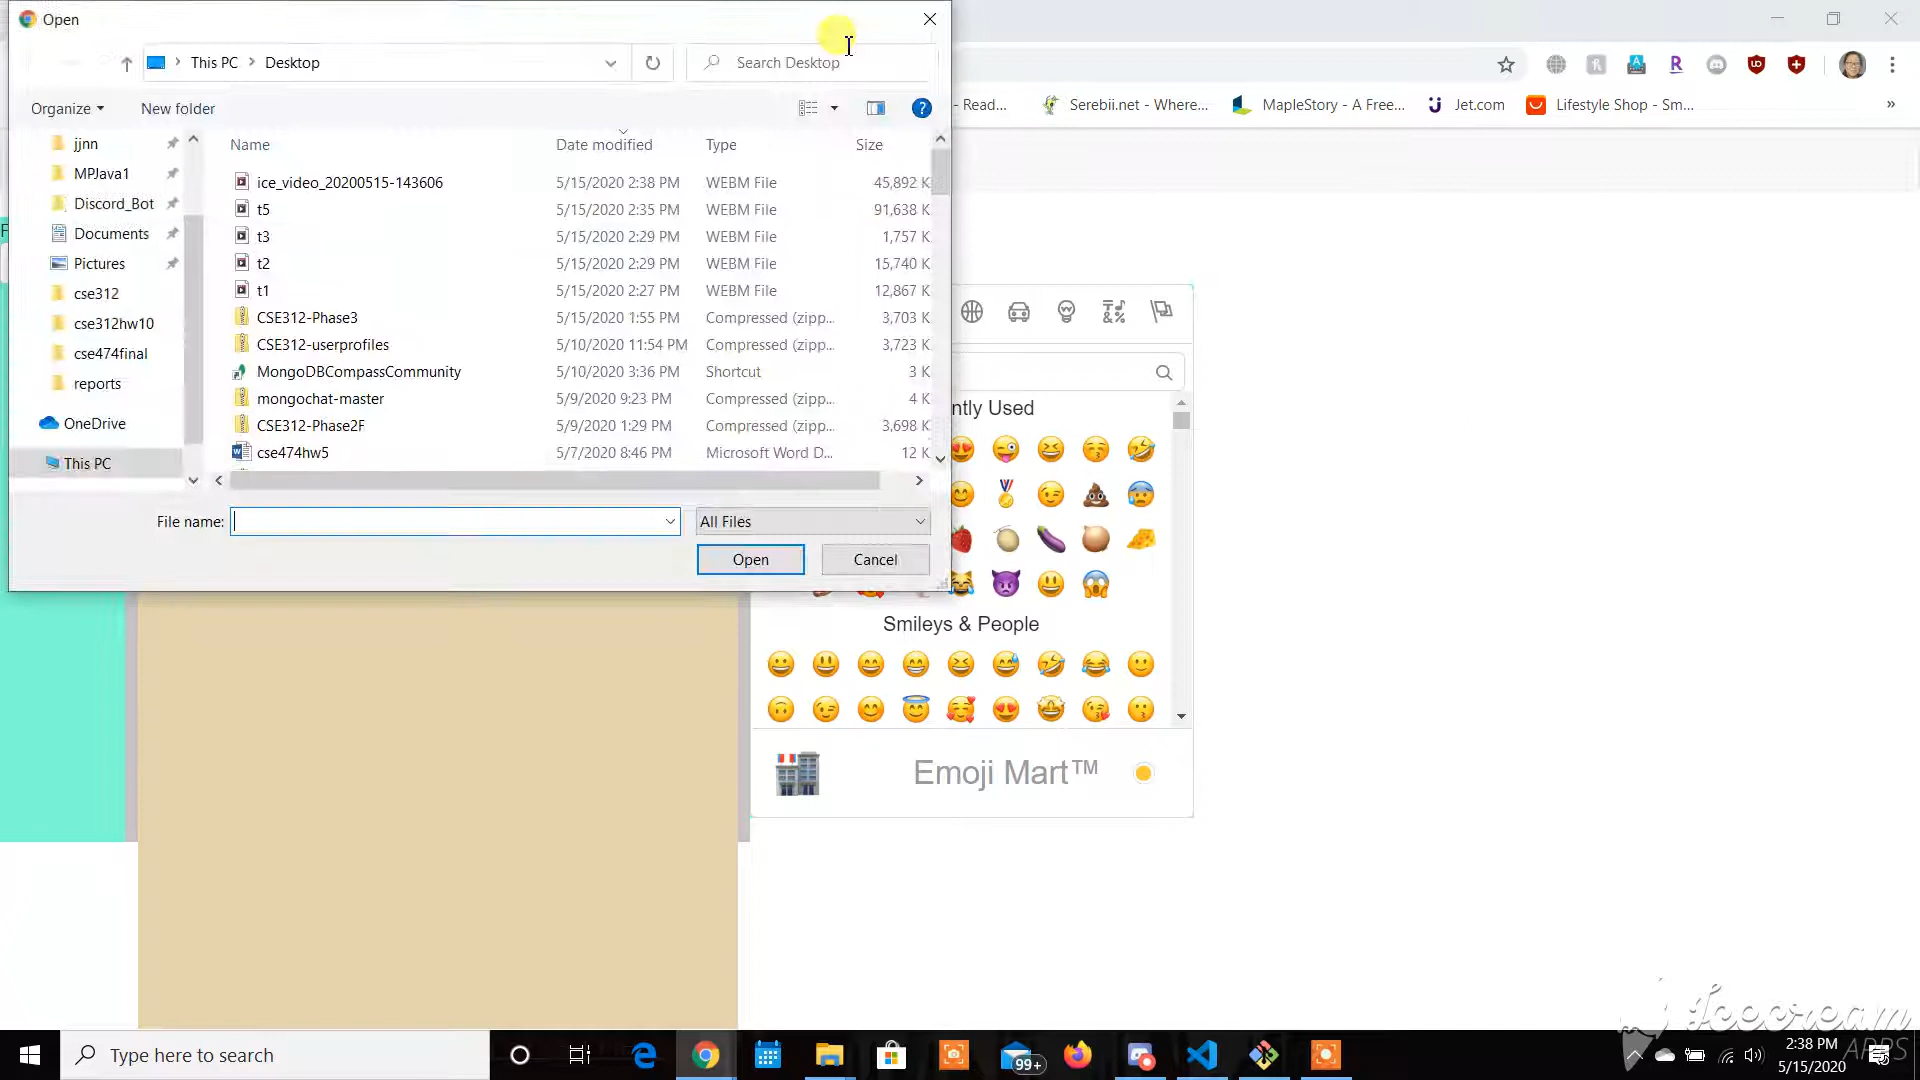 Open
This PC > Desktop
Search Desktop
Organize
New folder
- Read...
Serebii.net - Where...
MapleStory - A Free...
Jet.com
Lifestyle Shop - Sm...
»
jjnn
MPJava1
Discord_Bot
Documents
Pictures
cse312
cse312hw10
cse474final
reports
OneDrive
This PC
Name Date modified Type Size
ice_video_20200515-143606 5/15/2020 2:38 PM WEBM File 45,892 K
t5 5/15/2020 2:35 PM WEBM File 91,638 K
t3 5/15/2020 2:29 PM WEBM File 1,757 K
t2 5/15/2020 2:29 PM WEBM File 15,740 K
t1 5/15/2020 2:27 PM WEBM File 12,867 K
CSE312-Phase3 5/15/2020 1:55 PM Compressed (zipp... 3,703 K
CSE312-userprofiles 5/10/2020 11:54 PM Compressed (zipp... 3,723 K
MongoDBCompassCommunity 5/10/2020 3:36 PM Shortcut 3 K
mongochat-master 5/9/2020 9:23 PM Compressed (zipp... 4 K
CSE312-Phase2F 5/9/2020 1:29 PM Compressed (zipp... 3,698 K
cse474hw5 5/7/2020 8:46 PM Microsoft Word D... 12 K
File name:
All Files
Open
Cancel
ntly Used
Smileys & People
Emoji Mart™
Icecream
APPS
Type here to search
99+
2:38 PM
5/15/2020